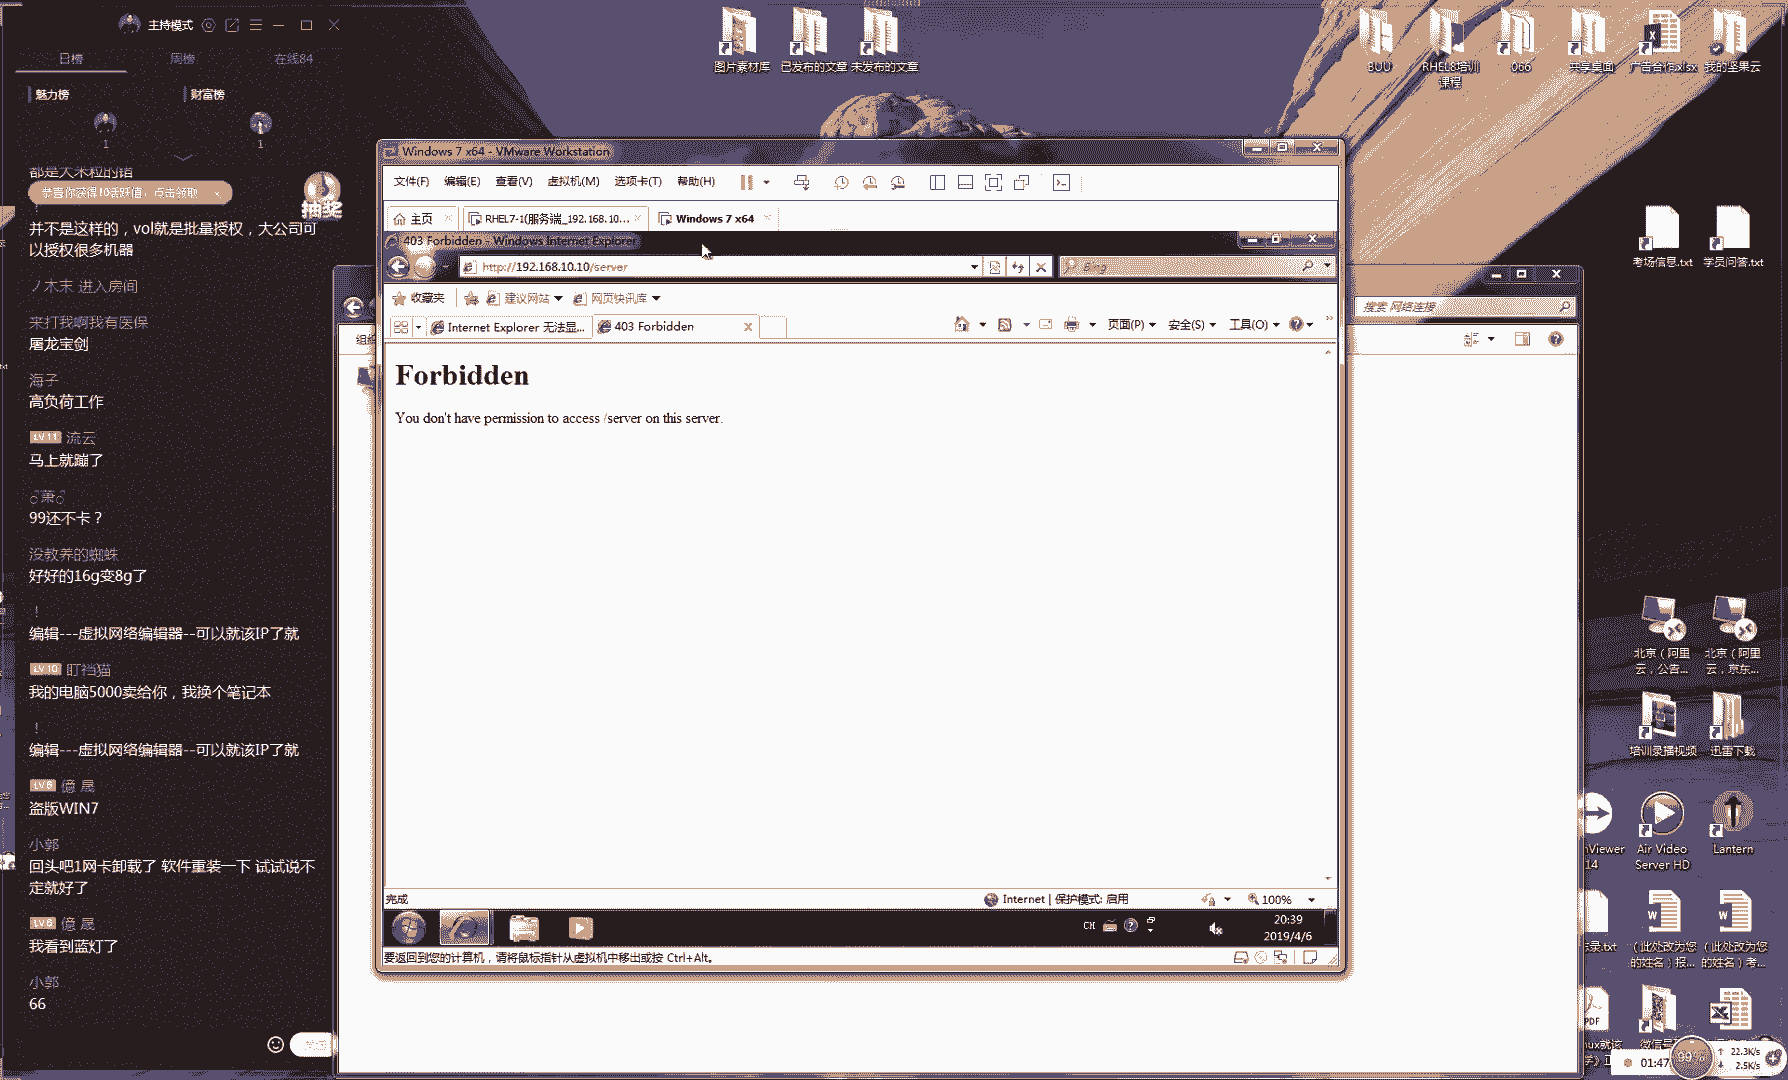 主持模式
日榜 周榜 在线84
魅力榜 财富榜
1 1
都是大米粒的错
恭喜你获得10活跃值，点击领取 ×
抽奖
并不是这样的，vol就是批量授权，大公司可
以授权很多机器
ノ木末 进入房间
来打我啊我有医保
屠龙宝剑
海子
高负荷工作
LV 11 流云
马上就蹦了
99还不卡？
没教养的蜘蛛
好好的16g变8g了
！
编辑---虚拟网络编辑器--可以就该IP了就
LV 10 盯裆猫
我的电脑5000卖给你，我换个笔记本
！
编辑---虚拟网络编辑器--可以就该IP了就
LV 6 億 晟
盗版WIN7
小郭
回头吧1网卡卸载了 软件重装一下 试试说不
定就好了
LV 6 億 晟
我看到蓝灯了
小郭
66
图片素材库 已发布的文章 未发布的文章
RHEL8培训
课程
066 共享桌面 广告合作.xlsx 我的坚果云
考场信息.txt 学员问答.txt
Windows 7 x64 - VMware Workstation
文件(F) 编辑(E) 查看(V) 虚拟机(M) 选项卡(T) 帮助(H)
主页 RHEL7-1(服务端_192.168.10... Windows 7 x64
403 Forbidden - Windows Internet Explorer
http://192.168.10.10/server Bing
收藏夹 建议网站 网页快讯库
Internet Explorer 无法显... 403 Forbidden 页面(P) 安全(S) 工具(O)
Forbidden
You don't have permission to access /server on this server.
完成 Internet | 保护模式: 启用 100%
CH 20:39
2019/4/6
要返回到您的计算机，请将鼠标指针从虚拟机中移出或按 Ctrl+Alt。
搜索 网络连接
北京（阿里
云，公告...
北京（阿里
云，京东...
培训录播视频 迅雷下载
nViewer
14
Air Video
Server HD
Lantern
（此处改为您
的姓名）报...
（此处改为您
的姓名）考...
PDF
01:47 99%
22.3K/s
2.5K/s